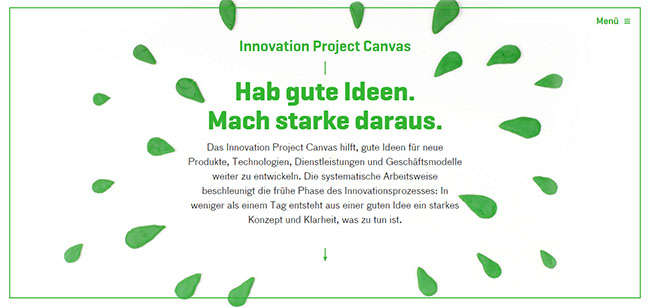 Menü ≡
Innovation Project Canvas
Hab gute Ideen.
Mach starke daraus.
Das Innovation Project Canvas hilft, gute Ideen für neue
Produkte, Technologien, Dienstleistungen und Geschäftsmodelle
weiter zu entwickeln. Die systematische Arbeitsweise
beschleunigt die frühe Phase des Innovationsprozesses: In
weniger als einem Tag entsteht aus einer guten Idee ein starkes
Konzept und Klarheit, was zu tun ist.